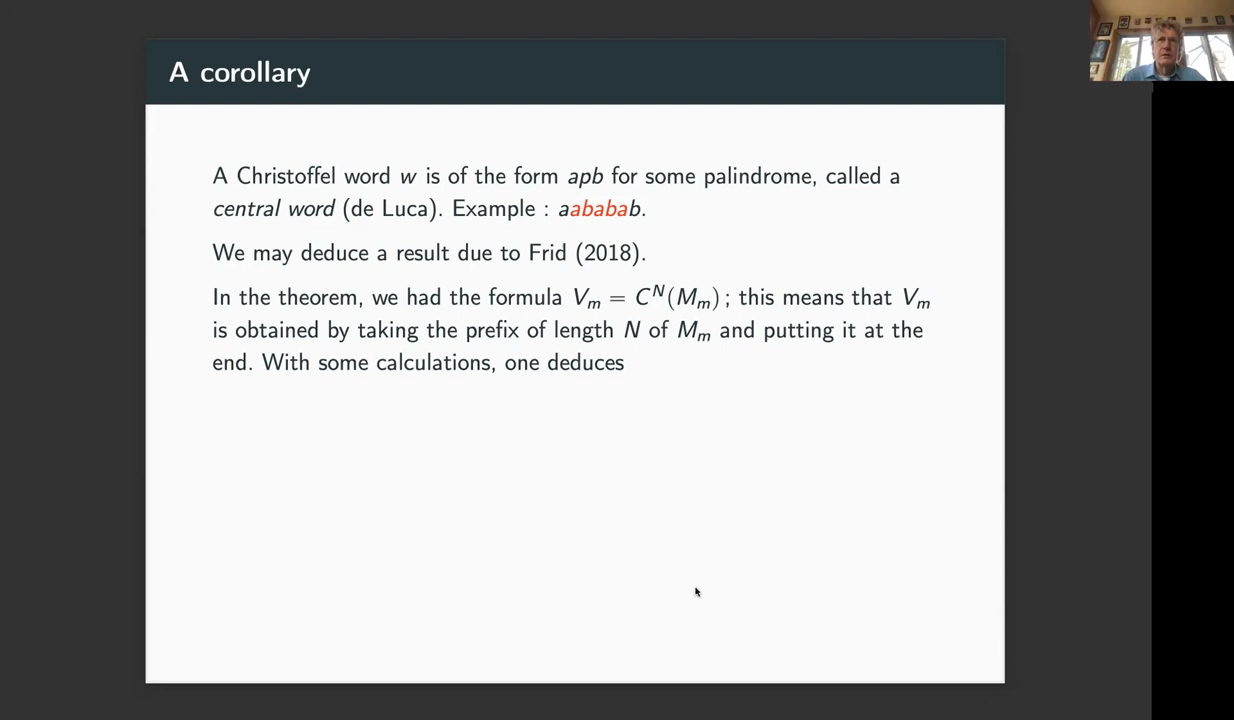 A corollary
A Christoffel word w is of the form apb for some palindrome, called a
central word (de Luca). Example : aababab.
We may deduce a result due to Frid (2018).
In the theorem, we had the formula Vₘ = Cᴺ(Mₘ) ; this means that Vₘ
is obtained by taking the prefix of length N of Mₘ and putting it at the
end. With some calculations, one deduces